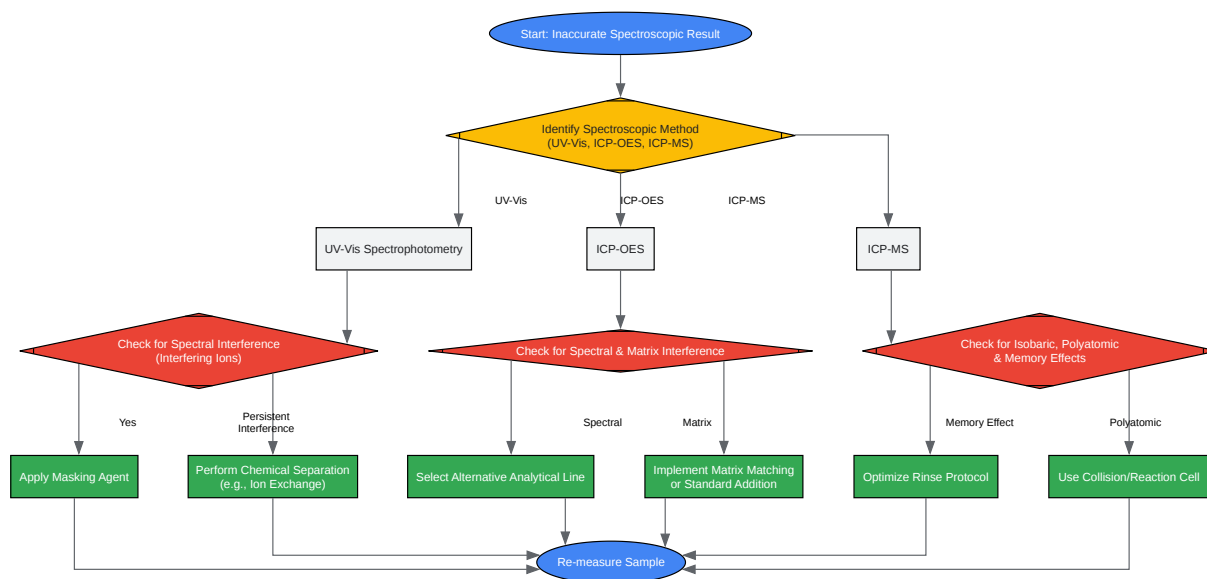 Start: Inaccurate Spectroscopic Result
Identify Spectroscopic Method
(UV-Vis, ICP-OES, ICP-MS)
UV-Vis
ICP-OES
ICP-MS
UV-Vis Spectrophotometry
ICP-OES
ICP-MS
Check for Spectral Interference
(Interfering Ions)
Check for Spectral & Matrix Interference
Check for Isobaric, Polyatomic
& Memory Effects
Yes
Persistent
Interference
Spectral
Matrix
Memory Effect
Polyatomic
Apply Masking Agent
Perform Chemical Separation
(e.g., Ion Exchange)
Select Alternative Analytical Line
Implement Matrix Matching
or Standard Addition
Optimize Rinse Protocol
Use Collision/Reaction Cell
Re-measure Sample